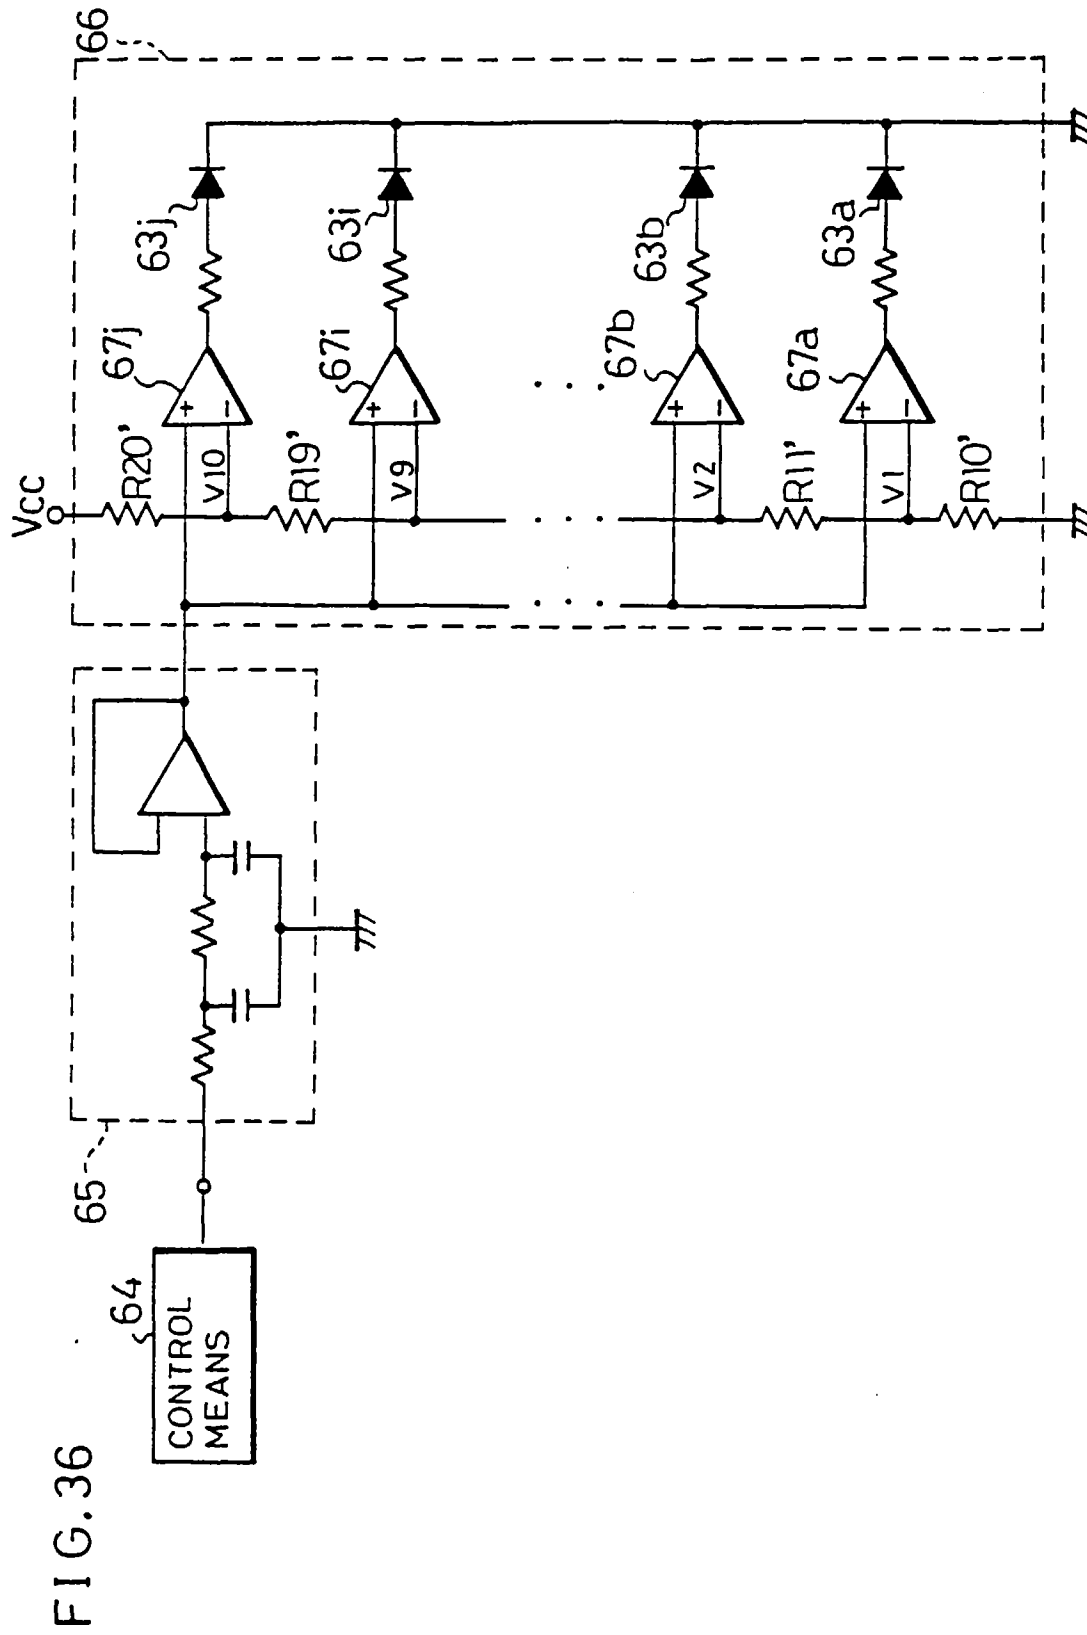 FIG.36
64
CONTROL
MEANS
65
66
VCC
R20'
V10
+
−
67j
63j
R19'
V9
+
−
67i
63i
V2
+
−
67b
63b
R11'
V1
+
−
67a
63a
R10'